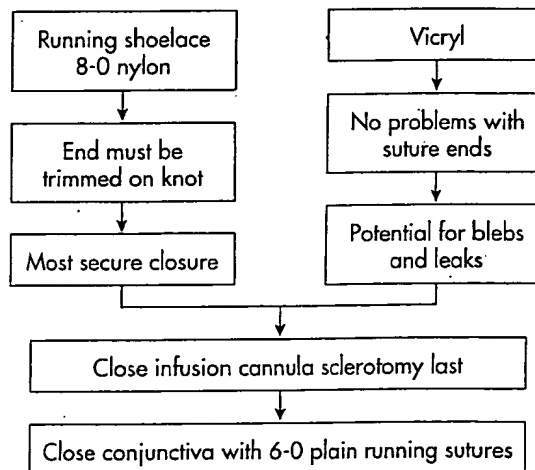 Running shoelace
8-0 nylon
End must be
trimmed on knot
Most secure closure
Vicryl
No problems with
suture ends
Potential for blebs
and leaks
Close infusion cannula sclerotomy last
Close conjunctiva with 6-0 plain running sutures